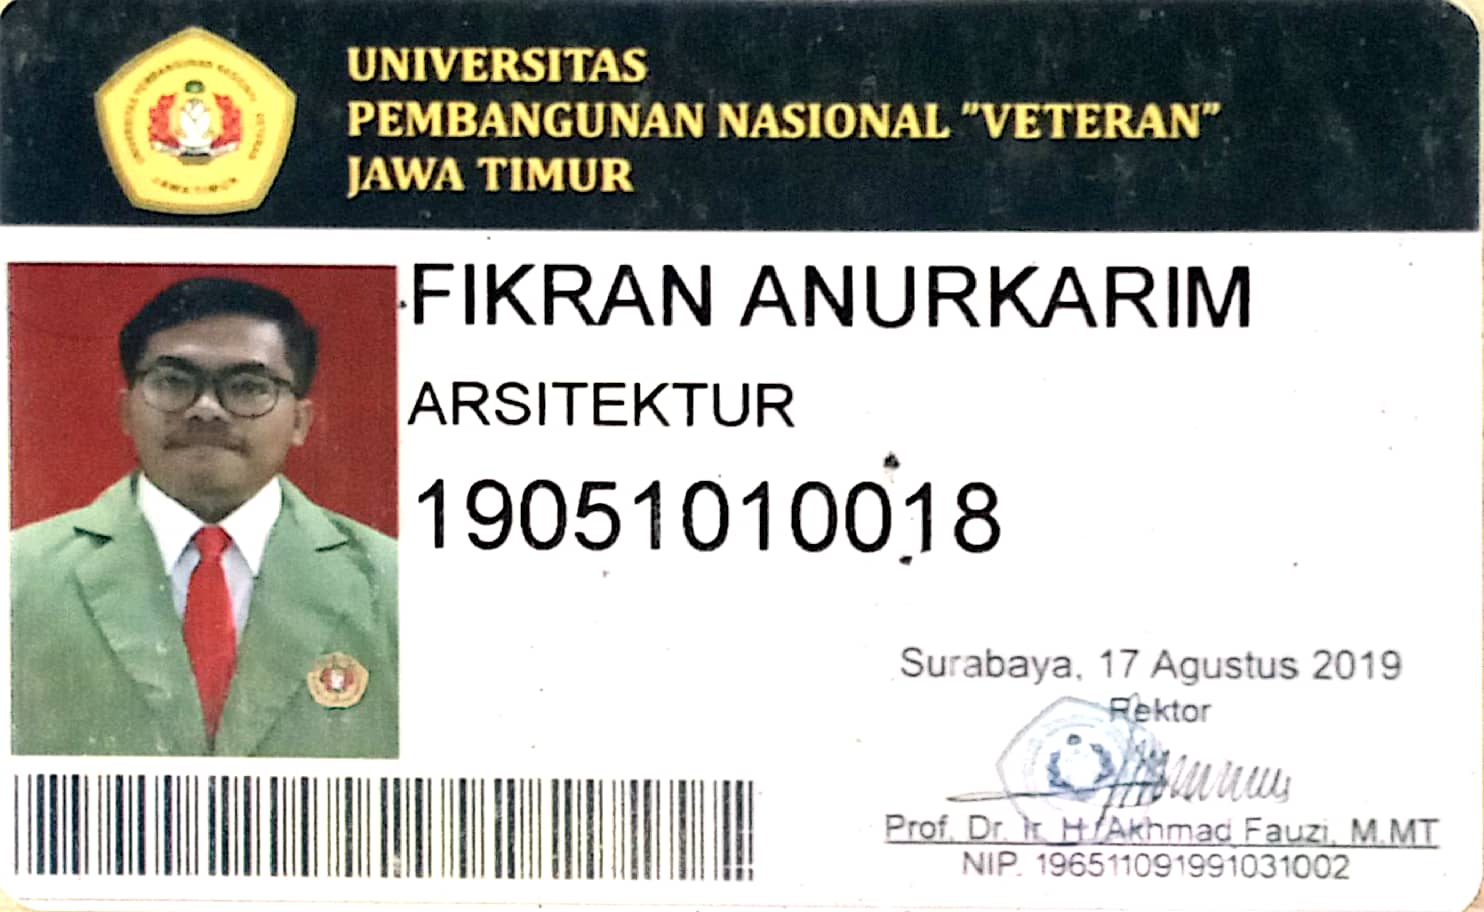 UNIVERSITAS
PEMBANGUNAN NASIONAL "VETERAN"
JAWA TIMUR
FIKRAN ANURKARIM
ARSITEKTUR
19051010018
Surabaya, 17 Agustus 2019
Rektor
Prof. Dr. Ir. H. Akhmad Fauzi, M.MT
NIP. 196511091991031002